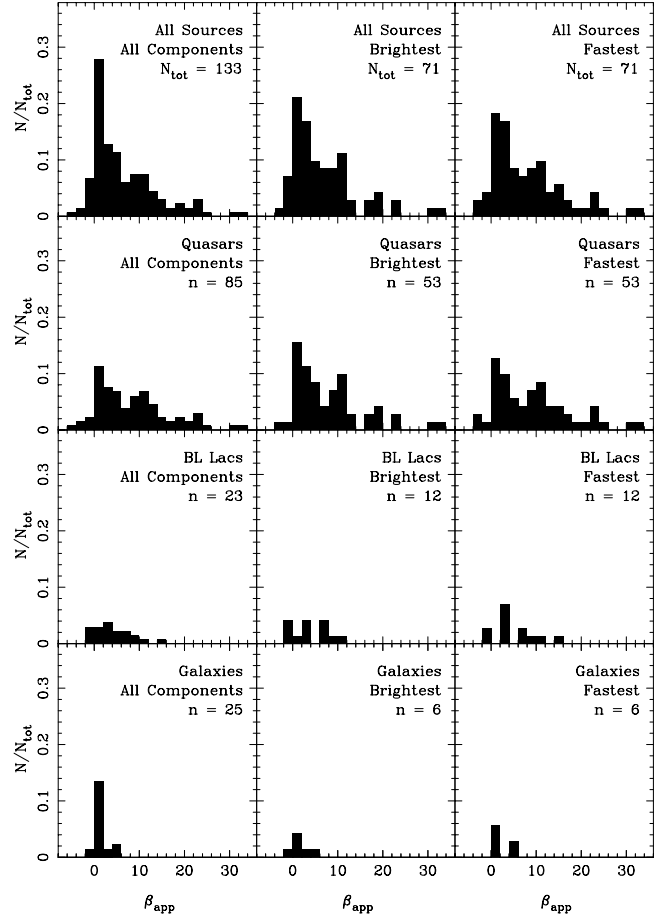 All Sources
All Components
N_tot = 133
All Sources
Brightest
N_tot = 71
All Sources
Fastest
N_tot = 71
N/N_tot
0
0.1
0.2
0.3
Quasars
All Components
n = 85
Quasars
Brightest
n = 53
Quasars
Fastest
n = 53
N/N_tot
0
0.1
0.2
0.3
BL Lacs
All Components
n = 23
BL Lacs
Brightest
n = 12
BL Lacs
Fastest
n = 12
N/N_tot
0
0.1
0.2
0.3
Galaxies
All Components
n = 25
Galaxies
Brightest
n = 6
Galaxies
Fastest
n = 6
N/N_tot
0
0.1
0.2
0.3
0 10 20 30
0 10 20 30
0 10 20 30
β_app
β_app
β_app